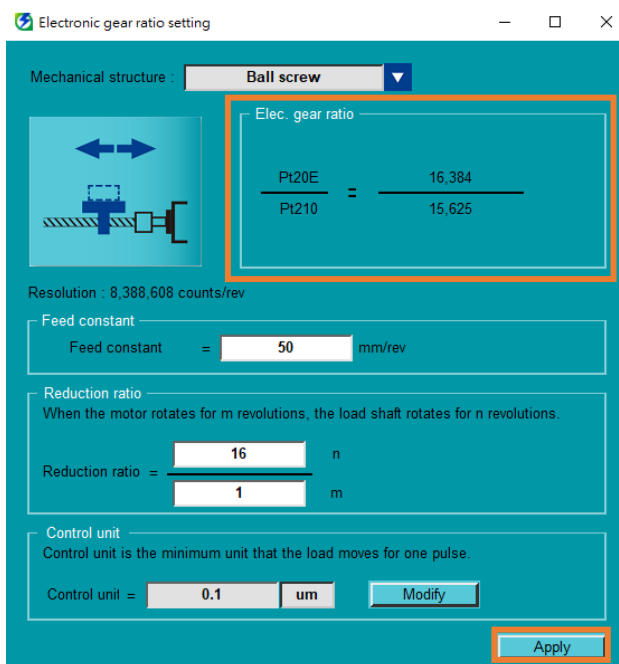 Electronic gear ratio setting
Mechanical structure : Ball screw
Elec. gear ratio
Pt20E = 16,384
Pt210 15,625
Resolution : 8,388,608 counts/rev
Feed constant
Feed constant = 50 mm/rev
Reduction ratio
When the motor rotates for m revolutions, the load shaft rotates for n revolutions.
16 n
Reduction ratio =
1 m
Control unit
Control unit is the minimum unit that the load moves for one pulse.
Control unit = 0.1 um Modify
Apply